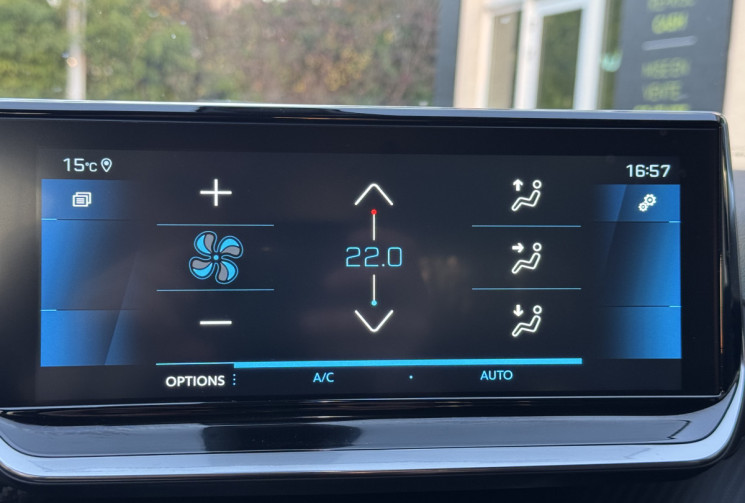 15°C
16:57
22.0
OPTIONS
A/C
AUTO